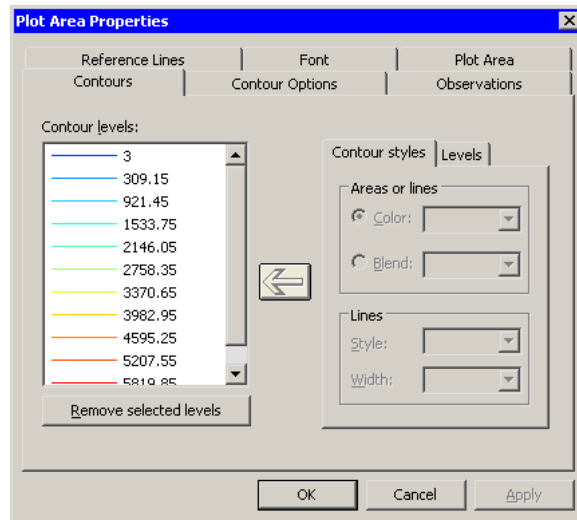 Plot Area Properties
Reference Lines
Font
Plot Area
Contours
Contour Options
Observations
Contour levels:
3
309.15
921.45
1533.75
2146.05
2758.35
3370.65
3982.95
4595.25
5207.55
5819.85
Remove selected levels
Contour styles
Levels
Areas or lines
Color:
Blend:
Lines
Style:
Width:
OK
Cancel
Apply